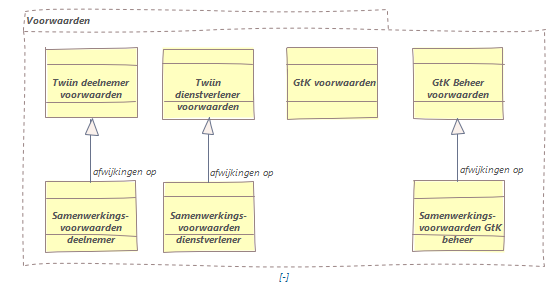 Voorwaarden
Twiin deelnemer
voorwaarden
Twiin
dienstverlener
voorwaarden
GtK voorwaarden
GtK Beheer
voorwaarden
afwijkingen op
afwijkingen op
afwijkingen op
Samenwerkings-
voorwaarden
deelnemer
Samenwerkings-
voorwaarden
dienstverlener
Samenwerkings-
voorwaarden GtK
beheer
[-]